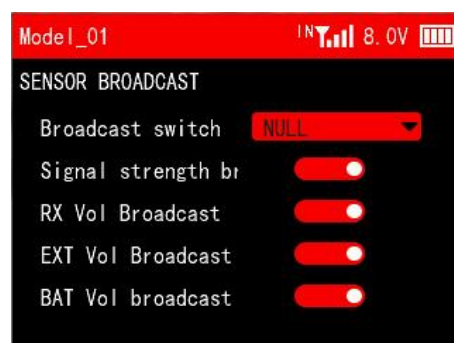 Model_01 IN 8.0V
SENSOR BROADCAST
Broadcast switch NULL
Signal strength br
RX Vol Broadcast
EXT Vol Broadcast
BAT Vol broadcast